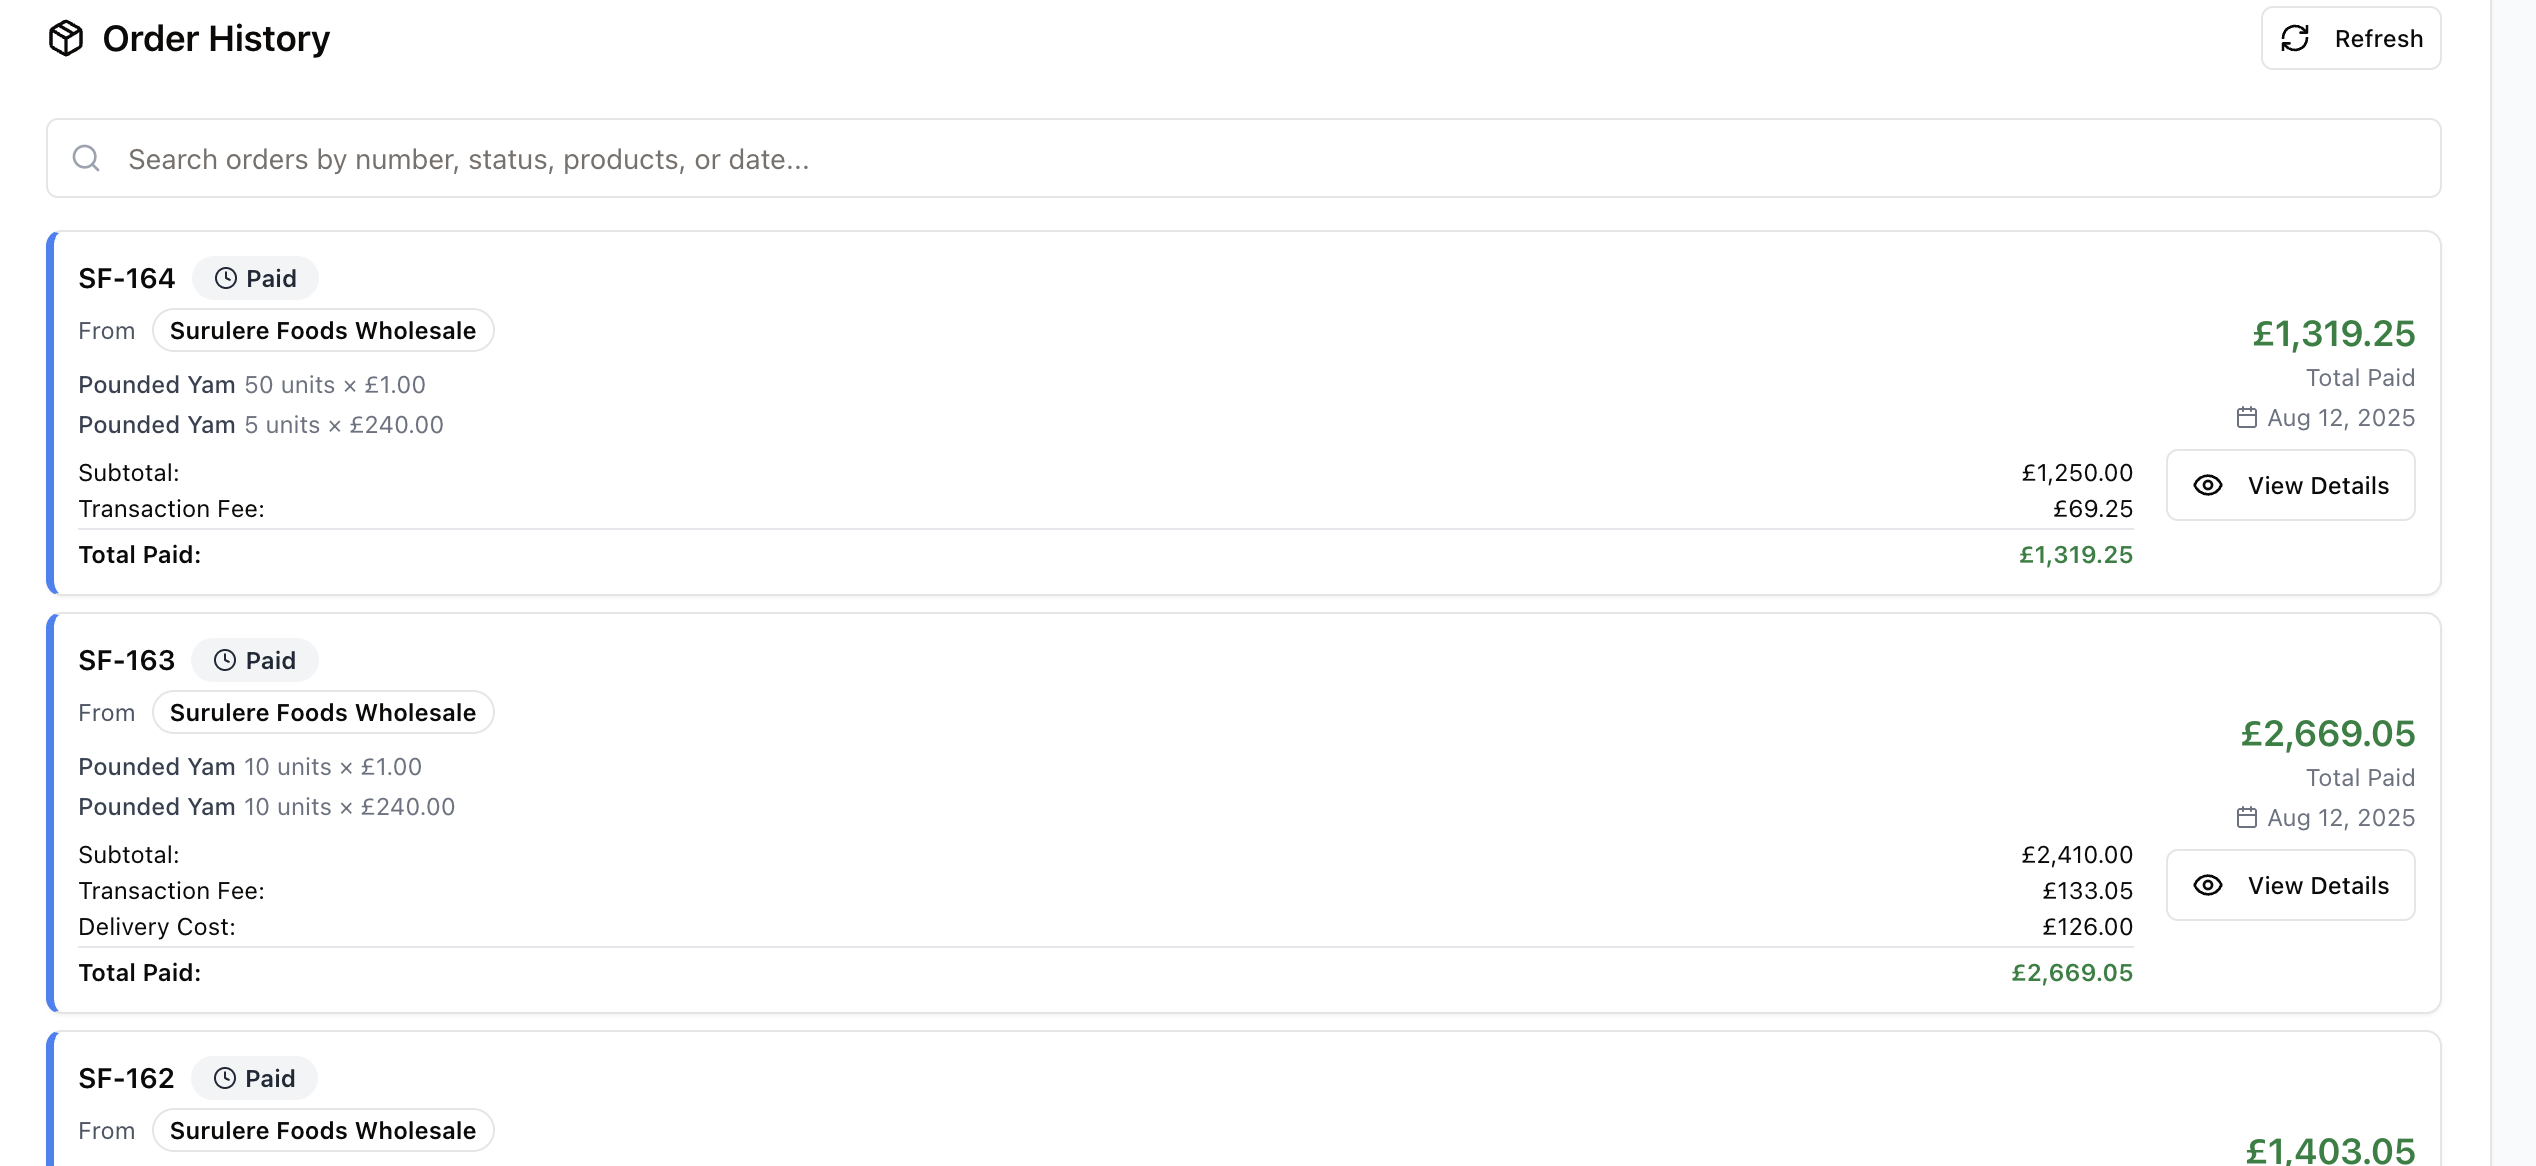 Order History
Refresh
Search orders by number, status, products, or date...
SF-164 Paid
From Surulere Foods Wholesale
£1,319.25
Pounded Yam 50 units × £1.00
Total Paid
Pounded Yam 5 units × £240.00
Aug 12, 2025
Subtotal: £1,250.00
View Details
Transaction Fee: £69.25
Total Paid: £1,319.25
SF-163 Paid
From Surulere Foods Wholesale
£2,669.05
Pounded Yam 10 units × £1.00
Total Paid
Pounded Yam 10 units × £240.00
Aug 12, 2025
Subtotal: £2,410.00
View Details
Transaction Fee: £133.05
Delivery Cost: £126.00
Total Paid: £2,669.05
SF-162 Paid
From Surulere Foods Wholesale
£1,403.05